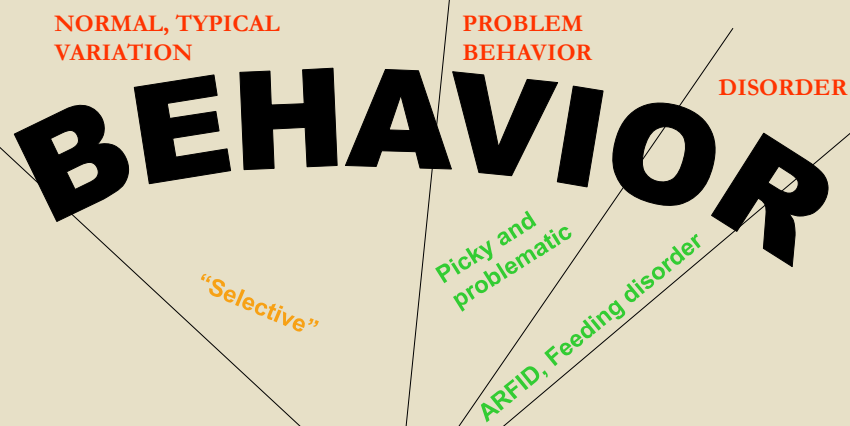 NORMAL, TYPICAL
VARIATION
PROBLEM
BEHAVIOR
DISORDER
BEHAVIOR
“Selective”
Picky and
problematic
ARFID, Feeding disorder